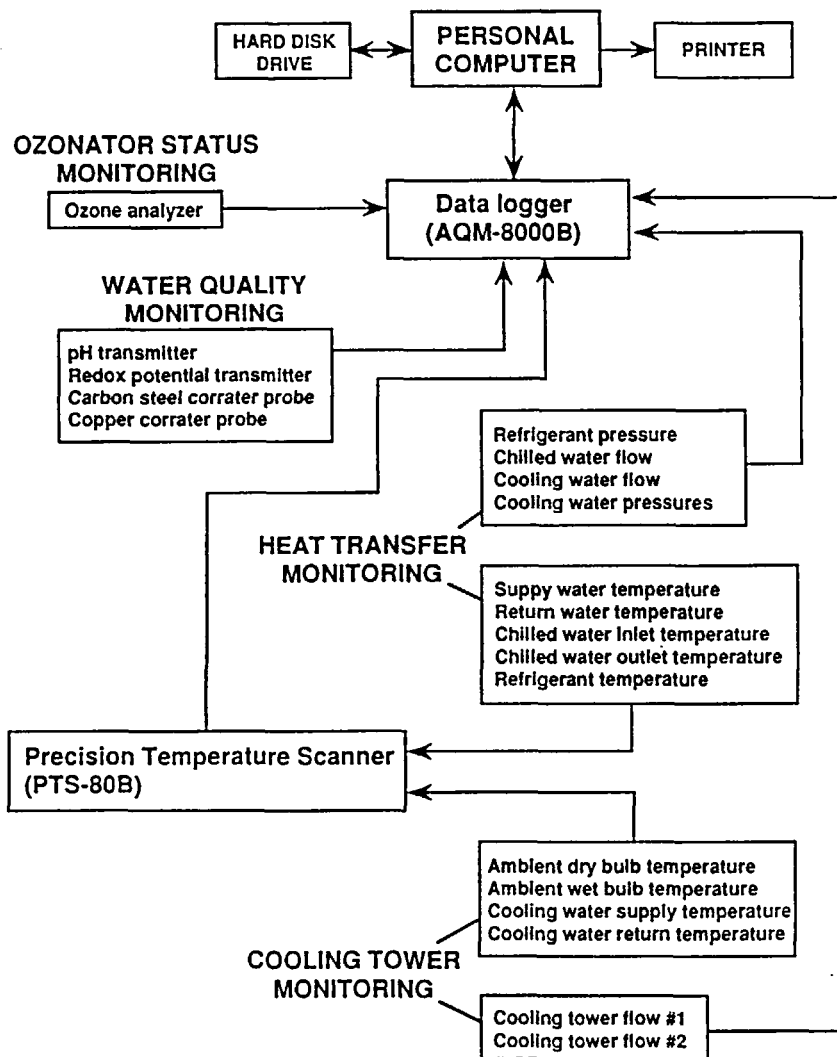 HARD DISK
DRIVE
PERSONAL
COMPUTER
PRINTER
OZONATOR STATUS
MONITORING
Ozone analyzer
Data logger
(AQM-8000B)
WATER QUALITY
MONITORING
pH transmitter
Redox potential transmitter
Carbon steel corrater probe
Copper corrater probe
Refrigerant pressure
Chilled water flow
Cooling water flow
Cooling water pressures
HEAT TRANSFER
MONITORING
Suppy water temperature
Return water temperature
Chilled water inlet temperature
Chilled water outlet temperature
Refrigerant temperature
Precision Temperature Scanner
(PTS-80B)
Ambient dry bulb temperature
Ambient wet bulb temperature
Cooling water supply temperature
Cooling water return temperature
COOLING TOWER
MONITORING
Cooling tower flow #1
Cooling tower flow #2